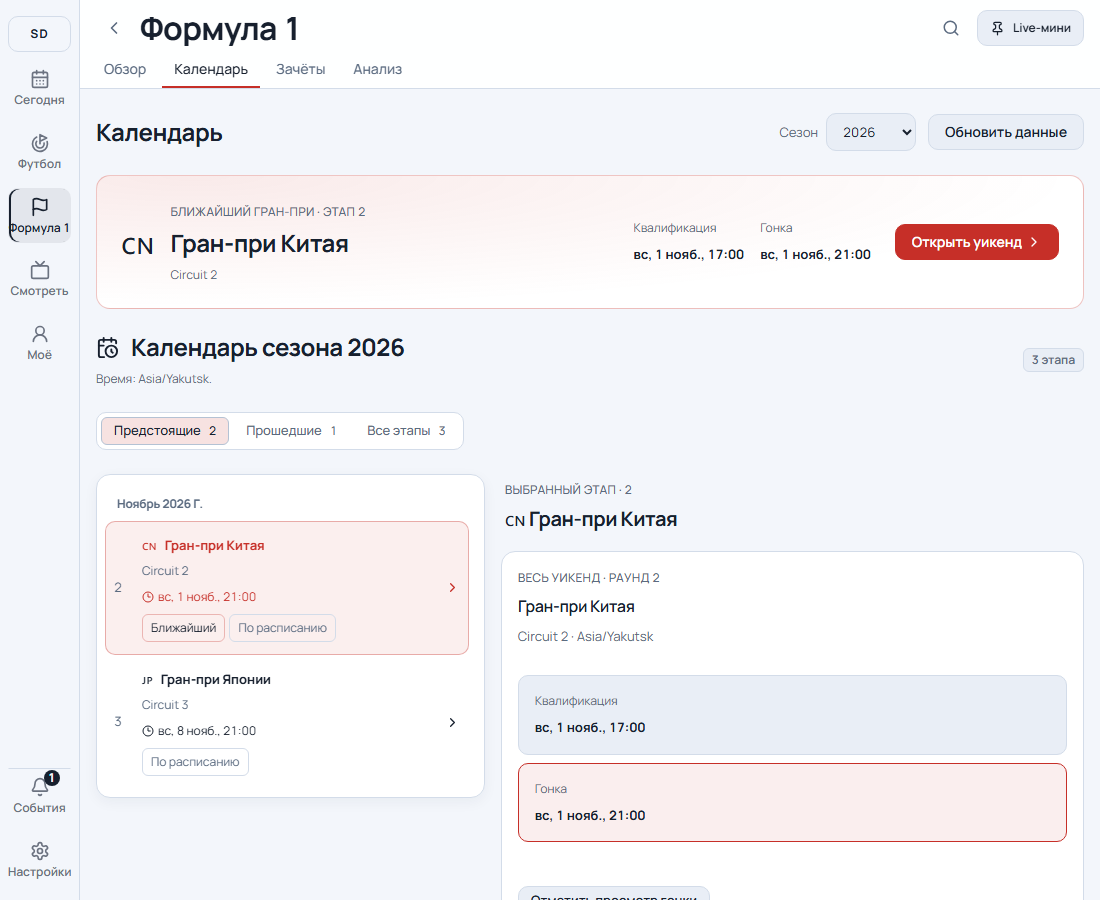 SD
Сегодня
Футбол
Формула 1
Смотреть
Моё
1
События
Настройки
Формула 1
Live-мини
Обзор
Календарь
Зачёты
Анализ
Календарь
Сезон
2026
Обновить данные
БЛИЖАЙШИЙ ГРАН-ПРИ · ЭТАП 2
CN
Гран-при Китая
Circuit 2
Квалификация
вс, 1 нояб., 17:00
Гонка
вс, 1 нояб., 21:00
Открыть уикенд
Календарь сезона 2026
Время: Asia/Yakutsk.
3 этапа
Предстоящие 2
Прошедшие 1
Все этапы 3
Ноябрь 2026 Г.
2
CN Гран-при Китая
Circuit 2
вс, 1 нояб., 21:00
Ближайший
По расписанию
3
JP Гран-при Японии
Circuit 3
вс, 8 нояб., 21:00
По расписанию
ВЫБРАННЫЙ ЭТАП · 2
CN Гран-при Китая
ВЕСЬ УИКЕНД · РАУНД 2
Гран-при Китая
Circuit 2 · Asia/Yakutsk
Квалификация
вс, 1 нояб., 17:00
Гонка
вс, 1 нояб., 21:00
Отметить просмотр гонки